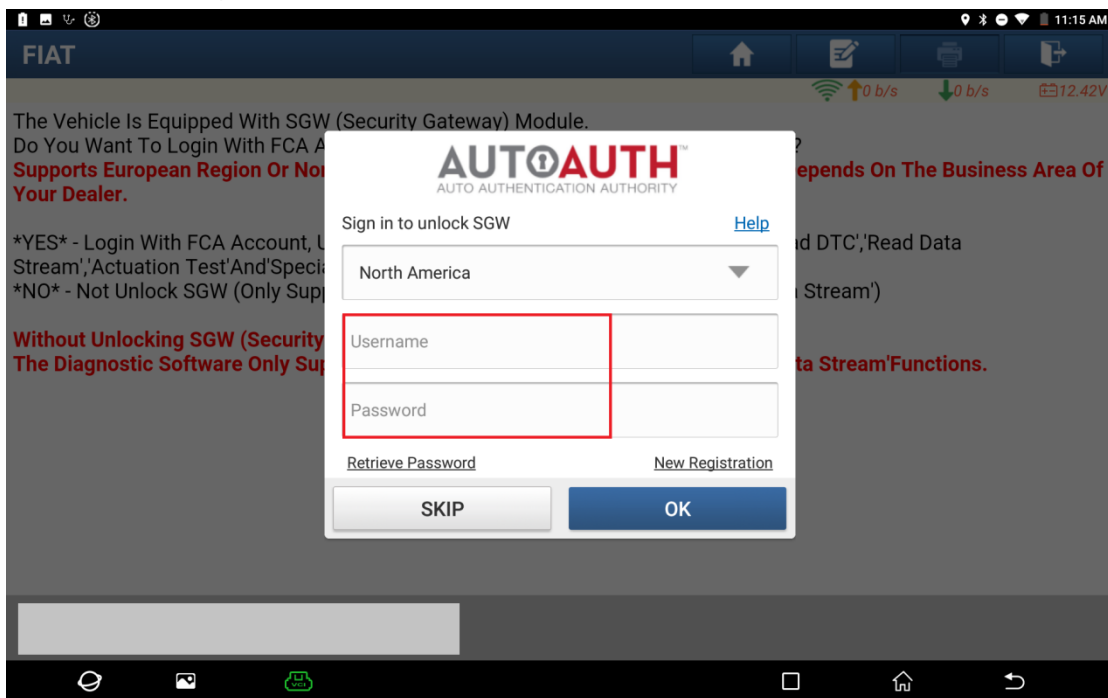 11:15 AM
FIAT
0 b/s 0 b/s 12.42V
The Vehicle Is Equipped With SGW (Security Gateway) Module.
Do You Want To Login With FCA A ?
Supports European Region Or Nor epends On The Business Area Of
Your Dealer.
*YES* - Login With FCA Account, U ad DTC','Read Data
Stream','Actuation Test'And'Specia
*NO* - Not Unlock SGW (Only Supp Stream')
Without Unlocking SGW (Security
The Diagnostic Software Only Sup ta Stream'Functions.
AUTOAUTH™
AUTO AUTHENTICATION AUTHORITY
Sign in to unlock SGW Help
North America
Username
Password
Retrieve Password New Registration
SKIP OK
VCI